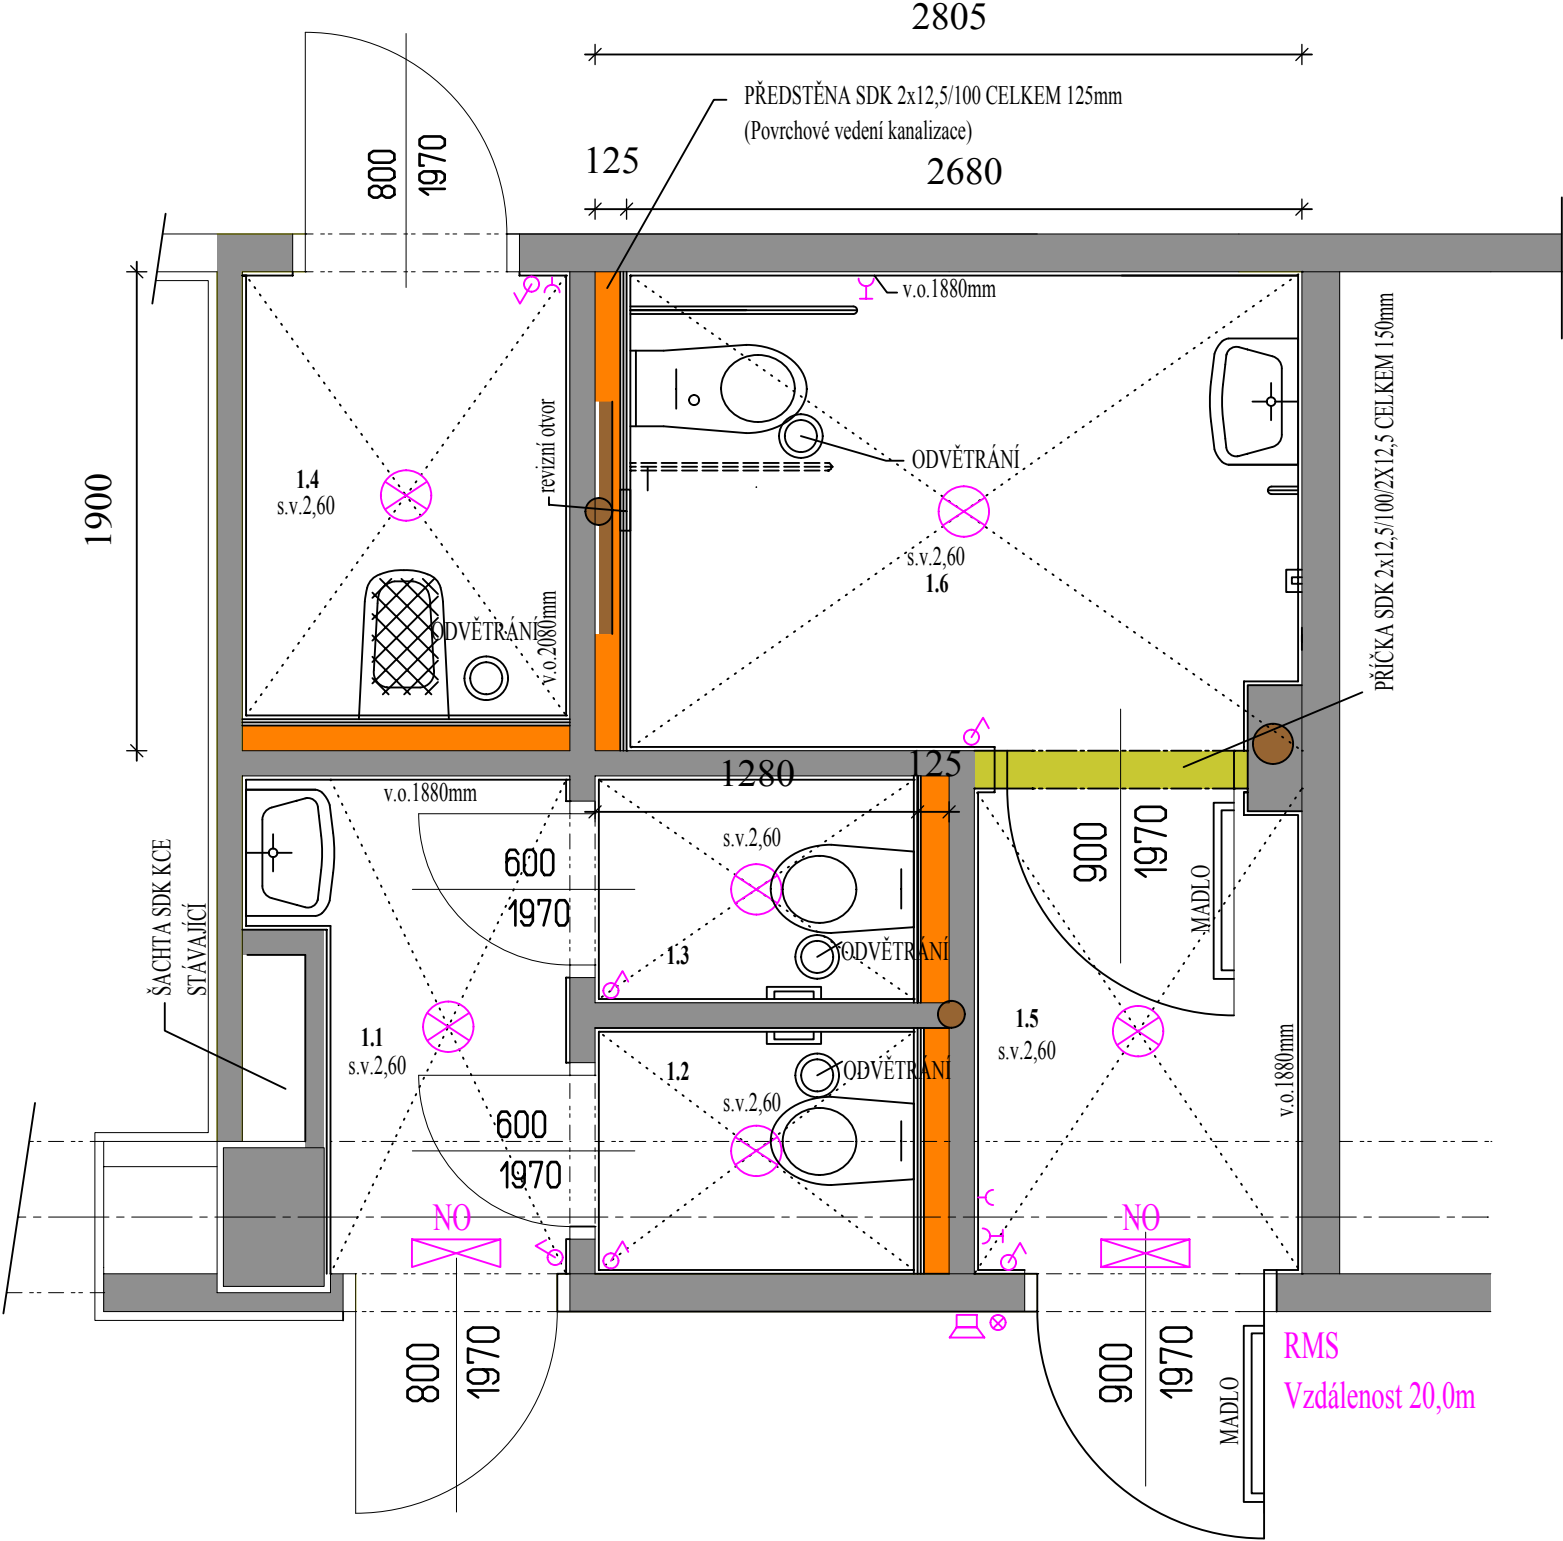 2805
PŘEDSTĚNA SDK 2x12,5/100 CELKEM 125mm
(Povrchové vedení kanalizace)
125
2680
800
1970
v.o.1880mm
1900
1.4
s.v.2,60
revizní otvor
ODVĚTRÁNÍ
s.v.2,60
1.6
PŘÍČKA SDK 2x12,5/100/2X12,5 CELKEM 150mm
ODVĚTRÁNÍ
v.o.2080mm
1280
125
v.o.1880mm
s.v.2,60
600
1970
900
1970
MADLO
ŠACHTA SDK KCE
STÁVAJÍCÍ
1.3
ODVĚTRÁNÍ
1.1
s.v.2,60
1.2
ODVĚTRÁNÍ
s.v.2,60
1.5
s.v.2,60
v.o.1880mm
600
1970
NO
NO
800
1970
900
1970
MADLO
RMS
Vzdálenost 20,0m